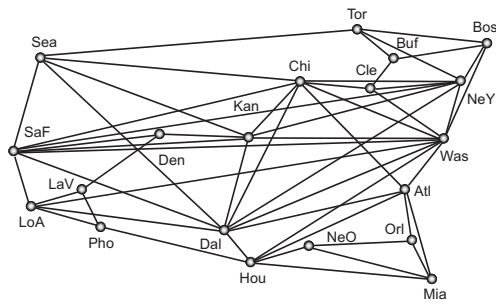 Tor
Bos
Sea
Buf
Chi
Cle
NeY
Kan
SaF
Den
Was
LaV
Atl
LoA
Pho
Dal
NeO
Orl
Hou
Mia